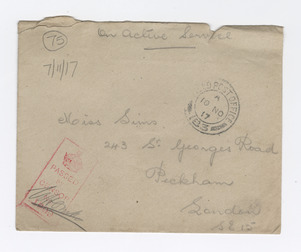 75
On Active Service
7/11/17
FIELD POST OFFICE
A
10 NO
17
Miss Sims
243 St Georges Road
PASSED
Peckham
London
S.E. 15